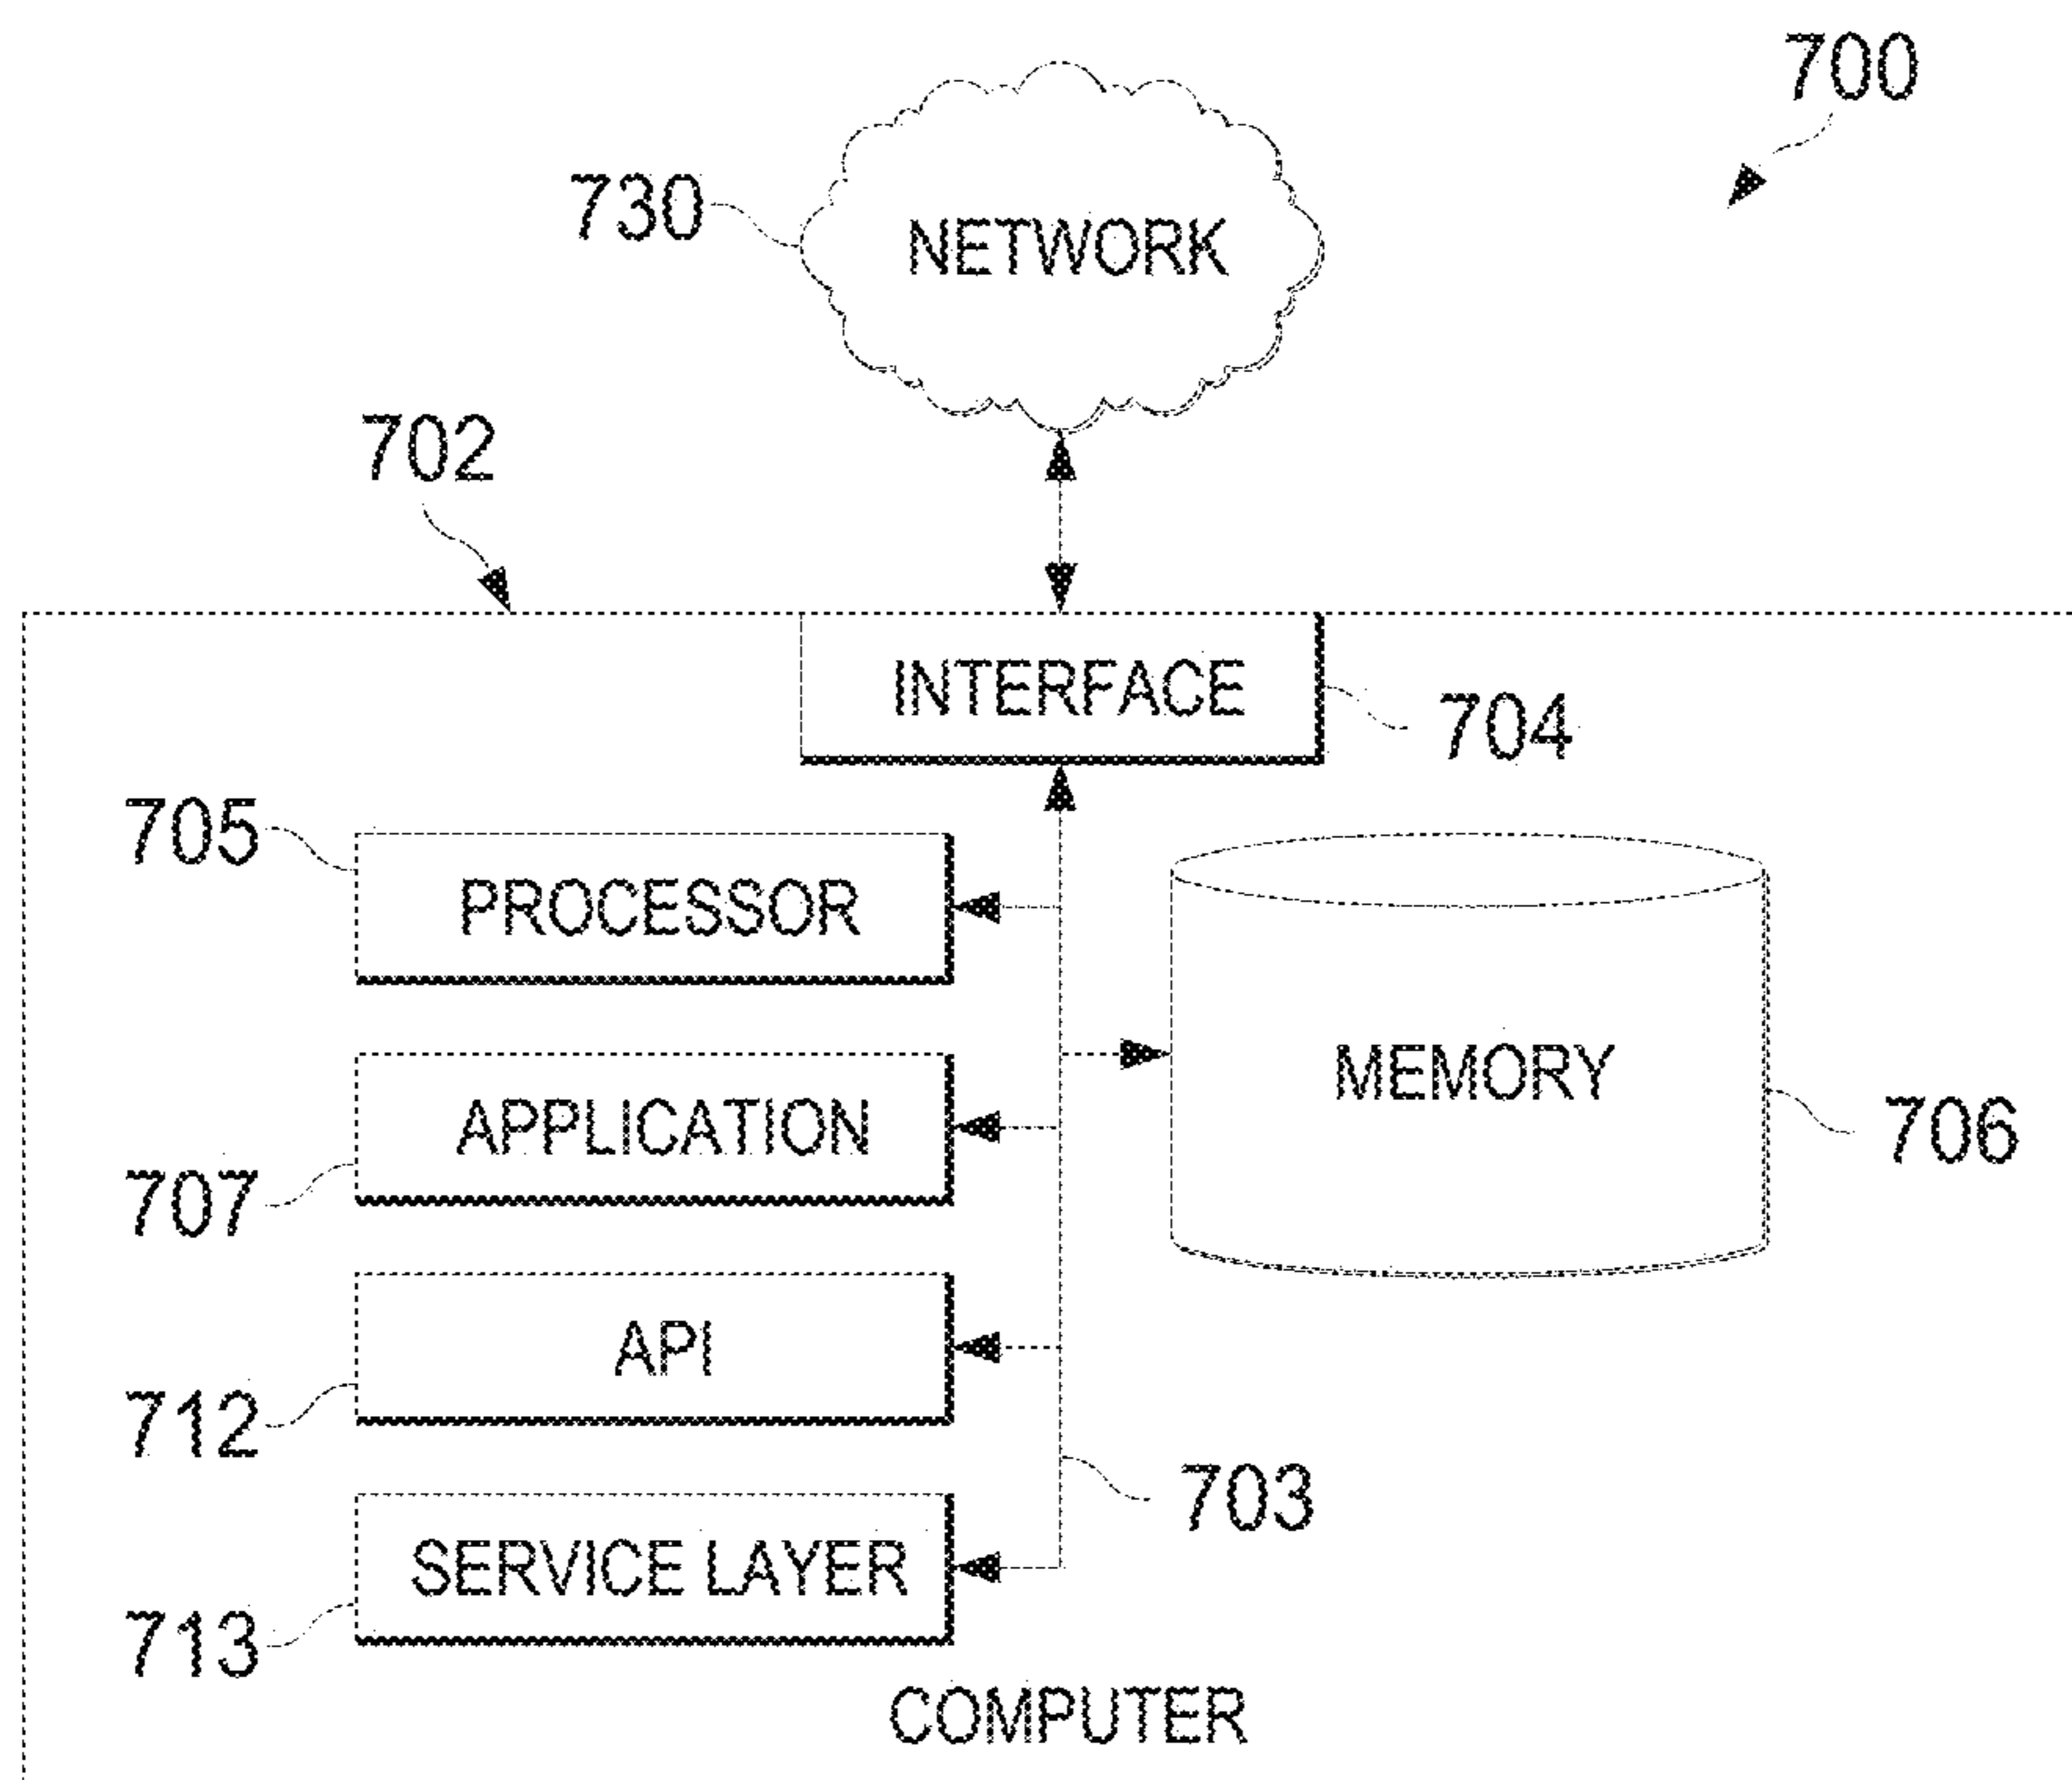 700
730
NETWORK
702
INTERFACE
704
705
PROCESSOR
MEMORY
706
APPLICATION
707
API
712
703
SERVICE LAYER
713
COMPUTER